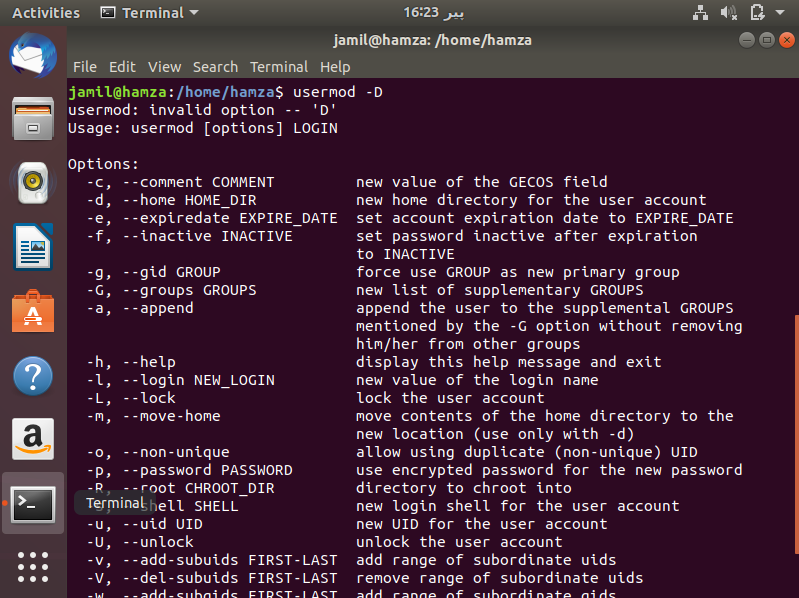 Activities Terminal 16:23 پیر
jamil@hamza: /home/hamza
File Edit View Search Terminal Help
jamil@hamza:/home/hamza$ usermod -D
usermod: invalid option -- 'D'
Usage: usermod [options] LOGIN
Options:
-c, --comment COMMENT new value of the GECOS field
-d, --home HOME_DIR new home directory for the user account
-e, --expiredate EXPIRE_DATE set account expiration date to EXPIRE_DATE
-f, --inactive INACTIVE set password inactive after expiration
to INACTIVE
-g, --gid GROUP force use GROUP as new primary group
-G, --groups GROUPS new list of supplementary GROUPS
-a, --append append the user to the supplemental GROUPS
mentioned by the -G option without removing
him/her from other groups
-h, --help display this help message and exit
-l, --login NEW_LOGIN new value of the login name
-L, --lock lock the user account
-m, --move-home move contents of the home directory to the
new location (use only with -d)
-o, --non-unique allow using duplicate (non-unique) UID
-p, --password PASSWORD use encrypted password for the new password
-R, --root CHROOT_DIR directory to chroot into
Terminal
shell SHELL new login shell for the user account
-u, --uid UID new UID for the user account
-U, --unlock unlock the user account
-v, --add-subuids FIRST-LAST add range of subordinate uids
-V, --del-subuids FIRST-LAST remove range of subordinate uids
-w, --add-subgids FIRST-LAST add range of subordinate gids